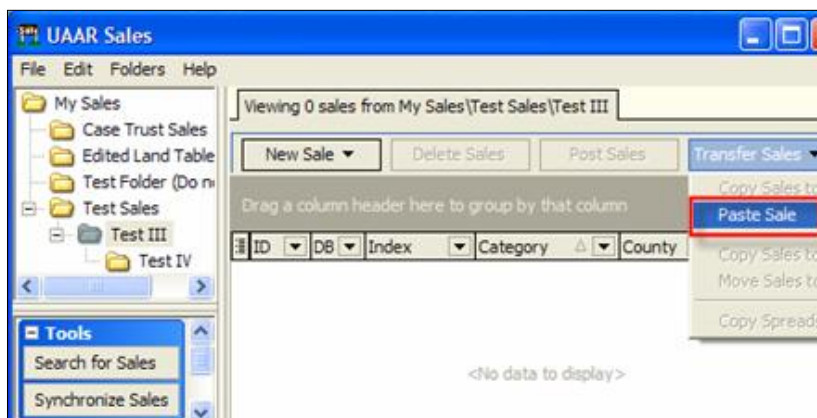 UAAR Sales
File Edit Folders Help
My Sales
Case Trust Sales
Edited Land Table
Test Folder (Do n
Test Sales
Test III
Test IV
Tools
Search for Sales
Synchronize Sales
Viewing 0 sales from My Sales\Test Sales\Test III
New Sale Delete Sales Post Sales Transfer Sales
Drag a column header here to group by that column
ID DB Index Category County
<No data to display>
Copy Sales to
Paste Sale
Copy Sales to
Move Sales to
Copy Spreads